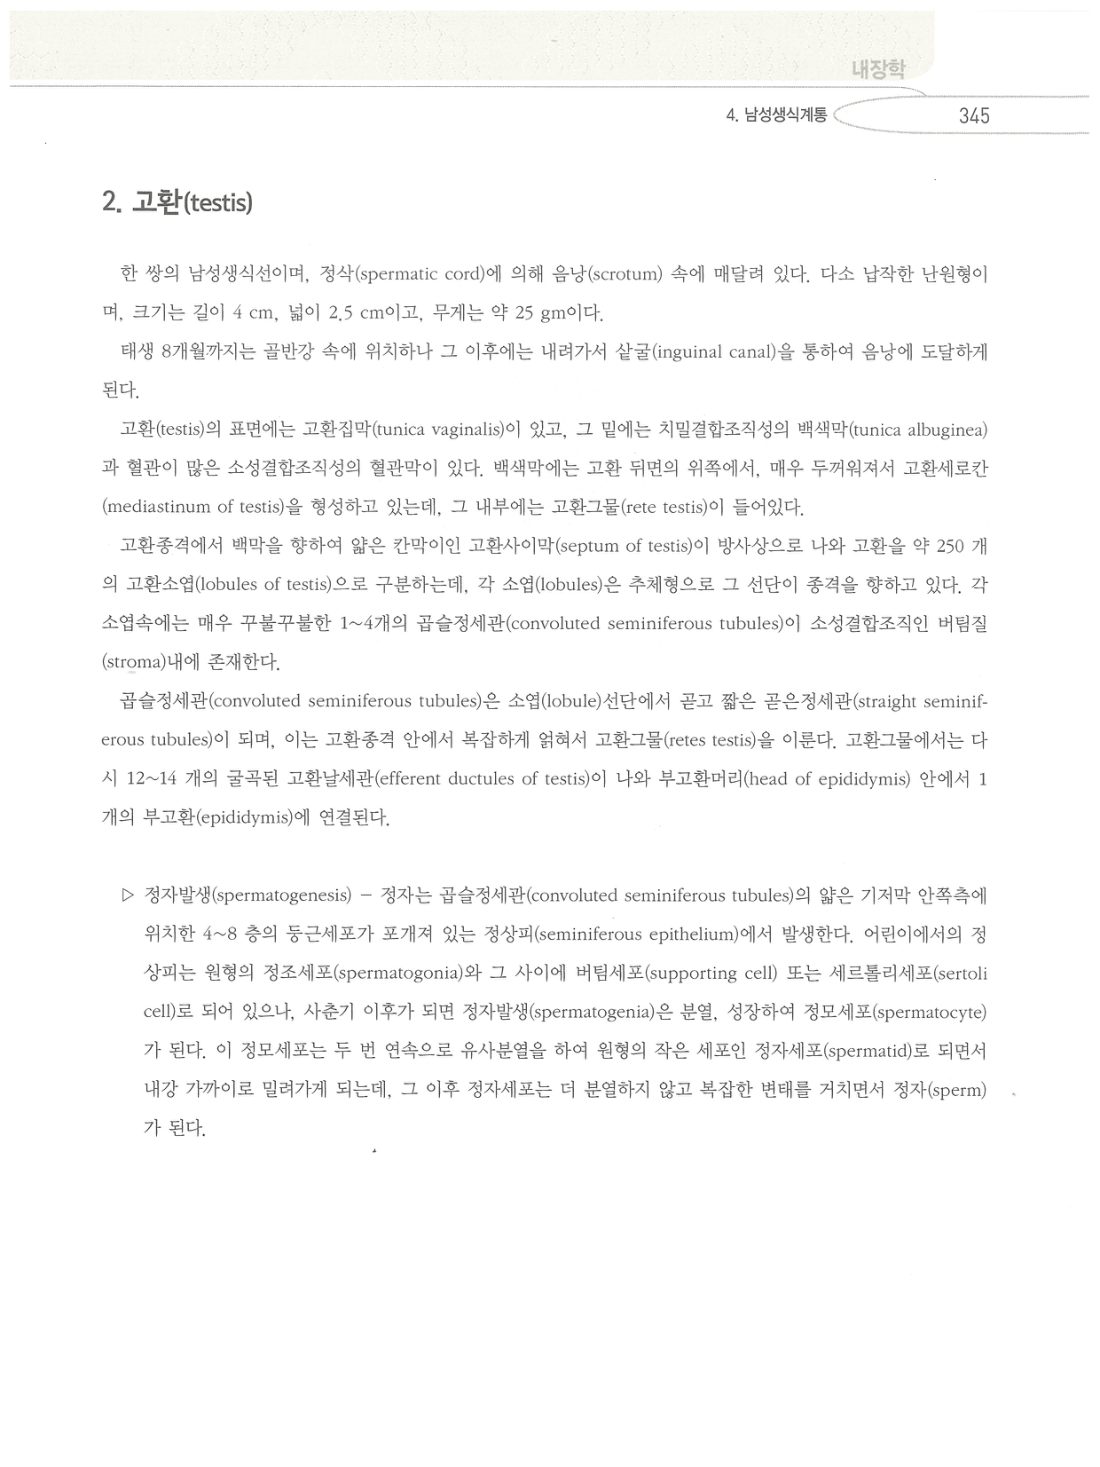 내장학
4. 남성생식계통
345
2. 고환(testis)
한 쌍의 남성생식선이며, 정삭(spermatic cord)에 의해 음낭(scrotum) 속에 매달려 있다. 다소 납작한 난원형이
며, 크기는 길이 4 cm, 넓이 2.5 cm이고, 무게는 약 25 gm이다.
태생 8개월까지는 골반강 속에 위치하나 그 이후에는 내려가서 샅굴(inguinal canal)을 통하여 음낭에 도달하게
된다.
고환(testis)의 표면에는 고환집막(tunica vaginalis)이 있고, 그 밑에는 치밀결합조직성의 백색막(tunica albuginea)
과 혈관이 많은 소성결합조직성의 혈관막이 있다. 백색막에는 고환 뒤면의 위쪽에서, 매우 두꺼워져서 고환세로칸
(mediastinum of testis)을 형성하고 있는데, 그 내부에는 고환그물(rete testis)이 들어있다.
고환종격에서 백막을 향하여 얇은 칸막이인 고환사이막(septum of testis)이 방사상으로 나와 고환을 약 250 개
의 고환소엽(lobules of testis)으로 구분하는데, 각 소엽(lobules)은 추체형으로 그 선단이 종격을 향하고 있다. 각
소엽속에는 매우 꾸불꾸불한 1~4개의 곱슬정세관(convoluted seminiferous tubules)이 소성결합조직인 버팀질
(stroma)내에 존재한다.
곱슬정세관(convoluted seminiferous tubules)은 소엽(lobule)선단에서 곧고 짧은 곧은정세관(straight seminif-
erous tubules)이 되며, 이는 고환종격 안에서 복잡하게 얽혀서 고환그물(retes testis)을 이룬다. 고환그물에서는 다
시 12~14 개의 굴곡된 고환날세관(efferent ductules of testis)이 나와 부고환머리(head of epididymis) 안에서 1
개의 부고환(epididymis)에 연결된다.
▷ 정자발생(spermatogenesis) – 정자는 곱슬정세관(convoluted seminiferous tubules)의 얇은 기저막 안쪽측에
위치한 4~8 층의 둥근세포가 포개져 있는 정상피(seminiferous epithelium)에서 발생한다. 어린이에서의 정
상피는 원형의 정조세포(spermatogonia)와 그 사이에 버팀세포(supporting cell) 또는 세르톨리세포(sertoli
cell)로 되어 있으나, 사춘기 이후가 되면 정자발생(spermatogenia)은 분열, 성장하여 정모세포(spermatocyte)
가 된다. 이 정모세포는 두 번 연속으로 유사분열을 하여 원형의 작은 세포인 정자세포(spermatid)로 되면서
내강 가까이로 밀려가게 되는데, 그 이후 정자세포는 더 분열하지 않고 복잡한 변태를 거치면서 정자(sperm)
가 된다.